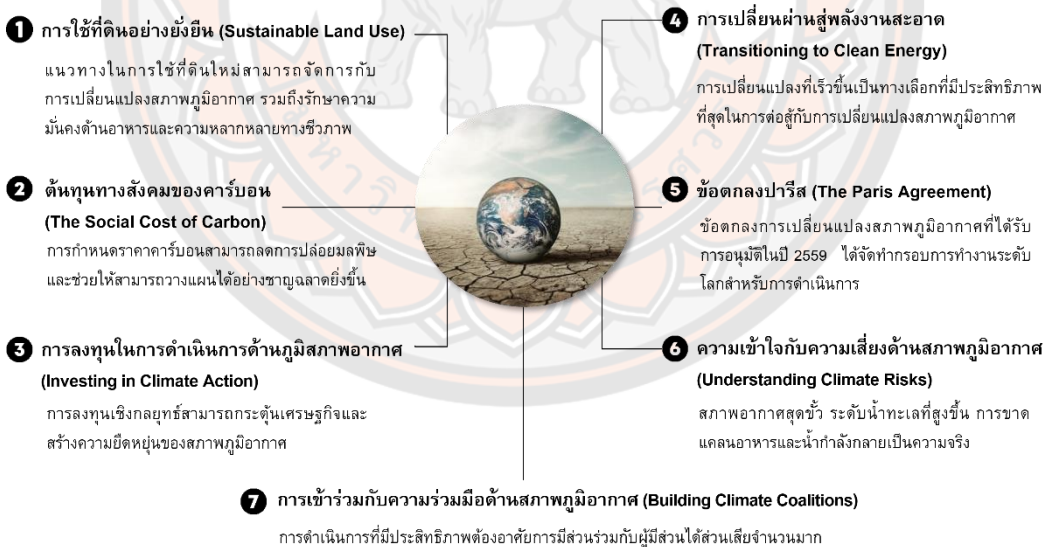 1 การใช้ที่ดินอย่างยั่งยืน (Sustainable Land Use)
แนวทางในการใช้ที่ดินใหม่สามารถจัดการกับ
การเปลี่ยนแปลงสภาพภูมิอากาศ รวมถึงรักษาความ
มั่นคงด้านอาหารและความหลากหลายทางชีวภาพ
2 ต้นทุนทางสังคมของคาร์บอน
(The Social Cost of Carbon)
การกำหนดราคาคาร์บอนสามารถลดการปล่อยมลพิษ
และช่วยให้สามารถวางแผนได้อย่างชาญฉลาดยิ่งขึ้น
3 การลงทุนในการดำเนินการด้านภูมิสภาพอากาศ
(Investing in Climate Action)
การลงทุนเชิงกลยุทธ์สามารถกระตุ้นเศรษฐกิจและ
สร้างความยืดหยุ่นของสภาพภูมิอากาศ
4 การเปลี่ยนผ่านสู่พลังงานสะอาด
(Transitioning to Clean Energy)
การเปลี่ยนแปลงที่เร็วขึ้นเป็นทางเลือกที่มีประสิทธิภาพ
ที่สุดในการต่อสู้กับการเปลี่ยนแปลงสภาพภูมิอากาศ
5 ข้อตกลงปารีส (The Paris Agreement)
ข้อตกลงการเปลี่ยนแปลงสภาพภูมิอากาศที่ได้รับ
การอนุมัติในปี 2559 ได้จัดทำกรอบการทำงานระดับ
โลกสำหรับการดำเนินการ
6 ความเข้าใจกับความเสี่ยงด้านสภาพภูมิอากาศ
(Understanding Climate Risks)
สภาพอากาศสุดขั้ว ระดับน้ำทะเลที่สูงขึ้น การขาด
แคลนอาหารและน้ำกำลังกลายเป็นความจริง
7 การเข้าร่วมกับความร่วมมือด้านสภาพภูมิอากาศ (Building Climate Coalitions)
การดำเนินการที่มีประสิทธิภาพต้องอาศัยการมีส่วนร่วมกับผู้มีส่วนได้ส่วนเสียจำนวนมาก